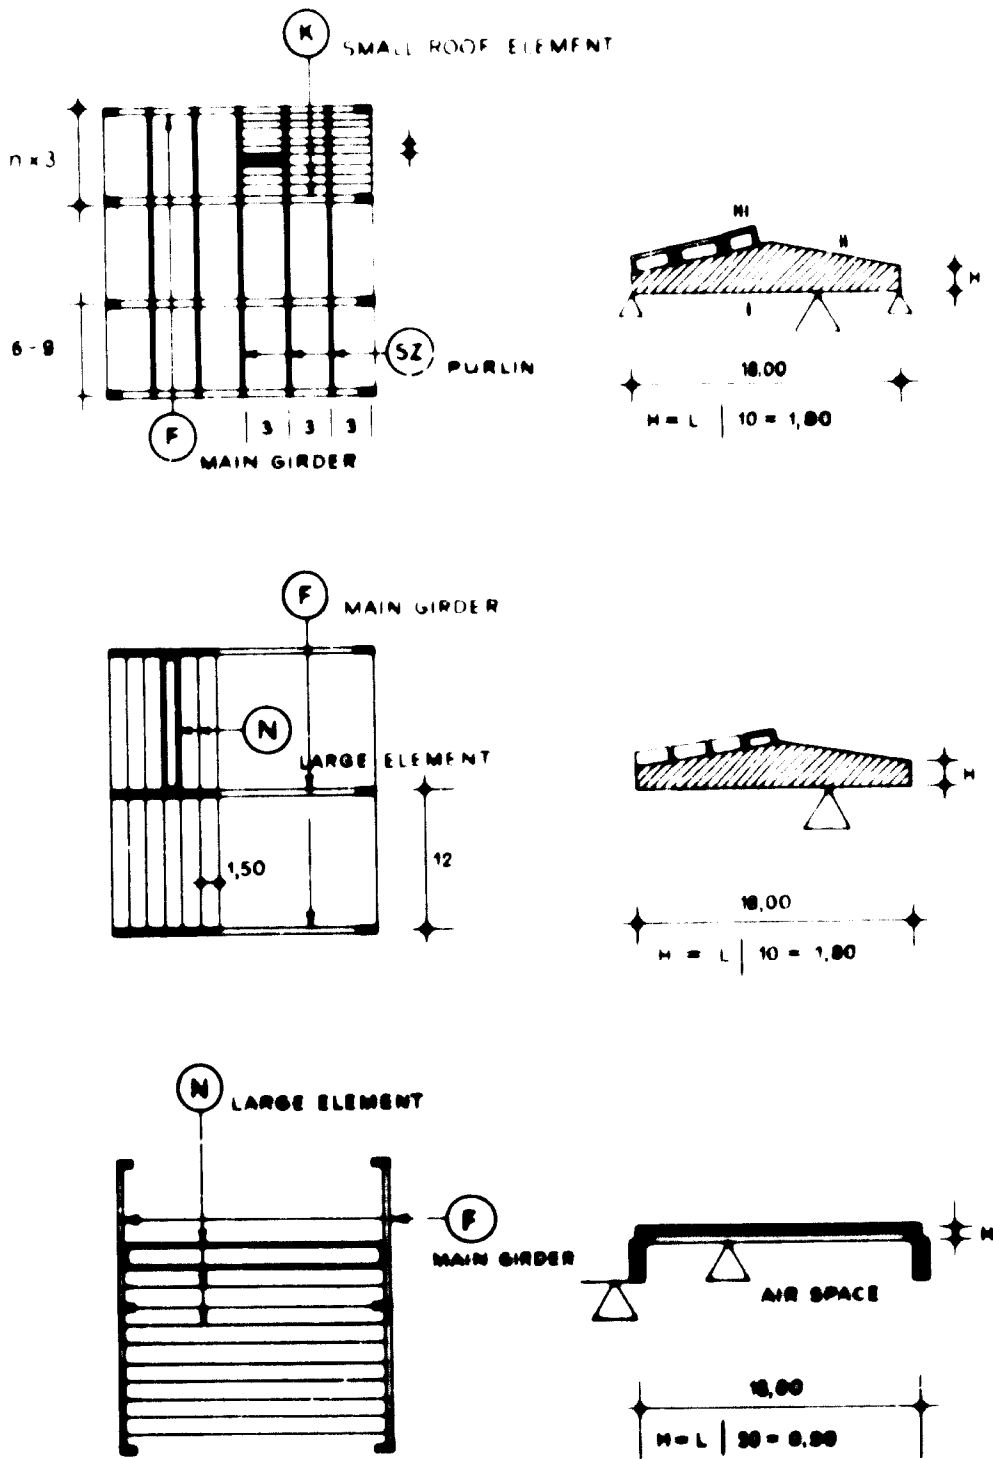 K
SMALL ROOF ELEMENT
n × 3
6 - 9
SZ
PURLIN
3 3 3
F
MAIN GIRDER
III
II
I
H
18,00
H = L | 10 = 1,80
F
MAIN GIRDER
N
LARGE ELEMENT
1,50
12
H
18,00
H = L | 10 = 1,80
N
LARGE ELEMENT
F
MAIN GIRDER
H
AIR SPACE
18,00
H = L